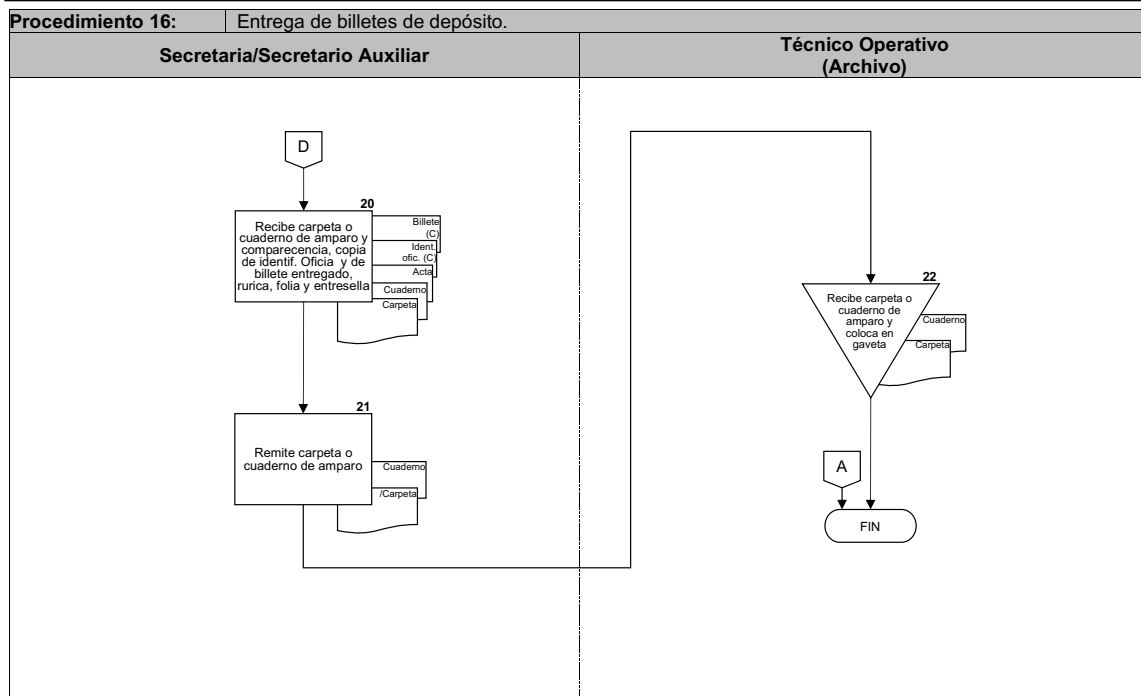 Procedimiento 16: Entrega de billetes de depósito.
Secretaria/Secretario Auxiliar
Técnico Operativo
(Archivo)
D
20
Recibe carpeta o
cuaderno de amparo y
comparecencia, copia
de identif. Oficia y de
billete entregado,
rurica, folia y entresella
Billete
(C)
Ident.
ofic. (C)
Acta
Cuaderno
Carpeta
21
Remite carpeta o
cuaderno de amparo
Cuaderno
/Carpeta
22
Recibe carpeta o
cuaderno de
amparo y
coloca en
gaveta
Cuaderno
Carpeta
A
FIN